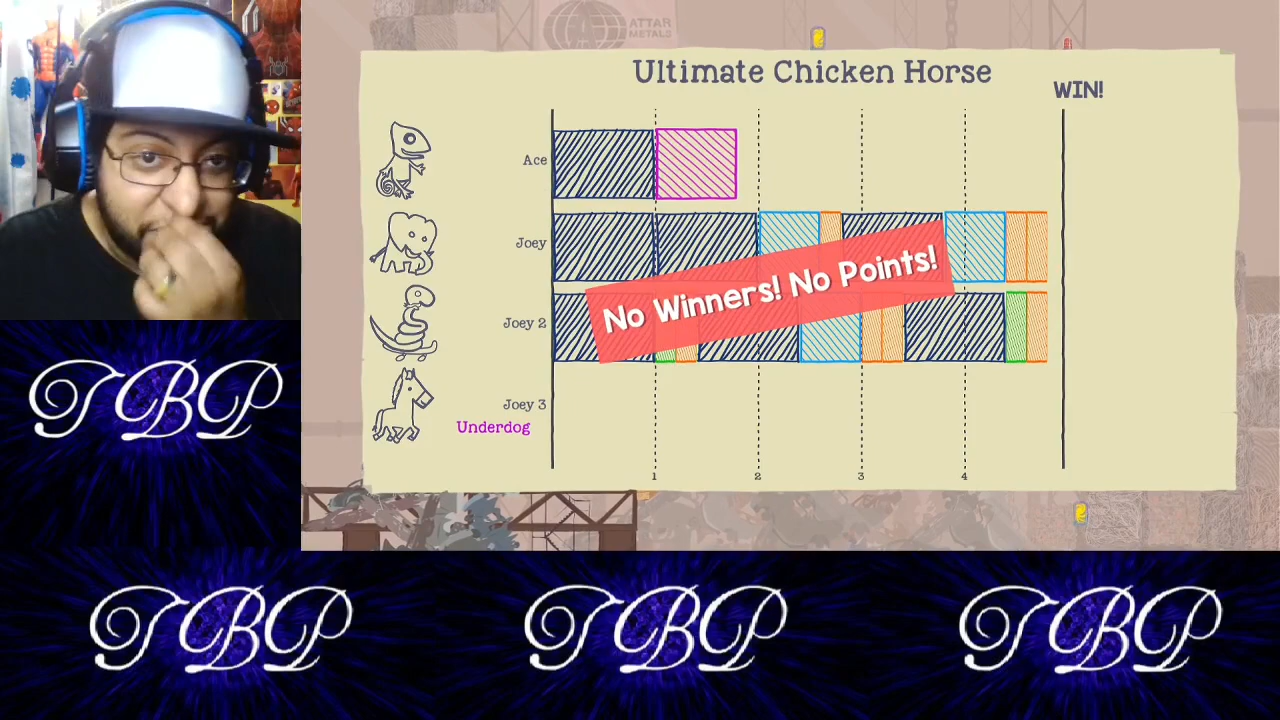 ATTAR
METALS
Ultimate Chicken Horse
WIN!
Ace
Joey
No Winners! No Points!
Joey 2
Joey 3
Underdog
1 2 3 4
TBP
TBP TBP TBP